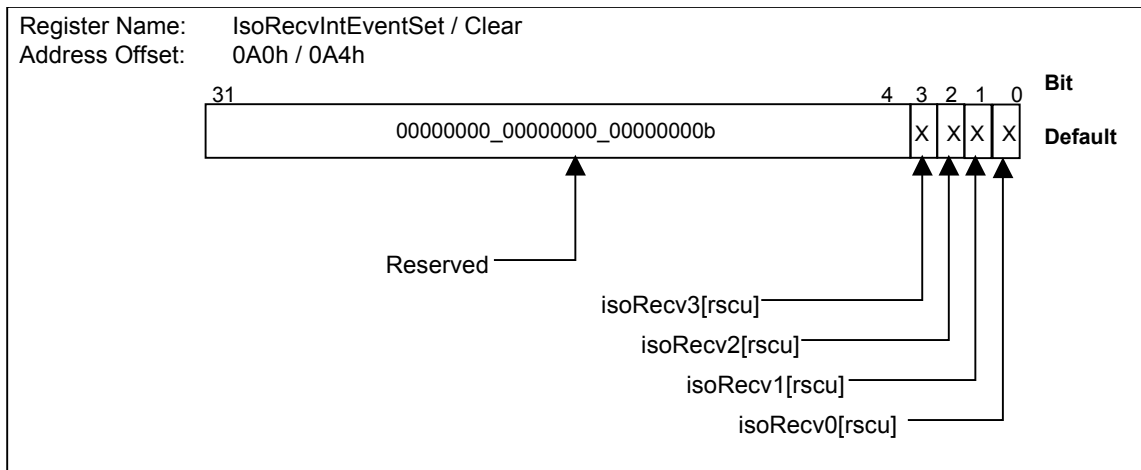 Register Name: IsoRecvIntEventSet / Clear
Address Offset: 0A0h / 0A4h
31 4 3 2 1 0 Bit
00000000_00000000_00000000b X X X X Default
Reserved
isoRecv3[rscu]
isoRecv2[rscu]
isoRecv1[rscu]
isoRecv0[rscu]